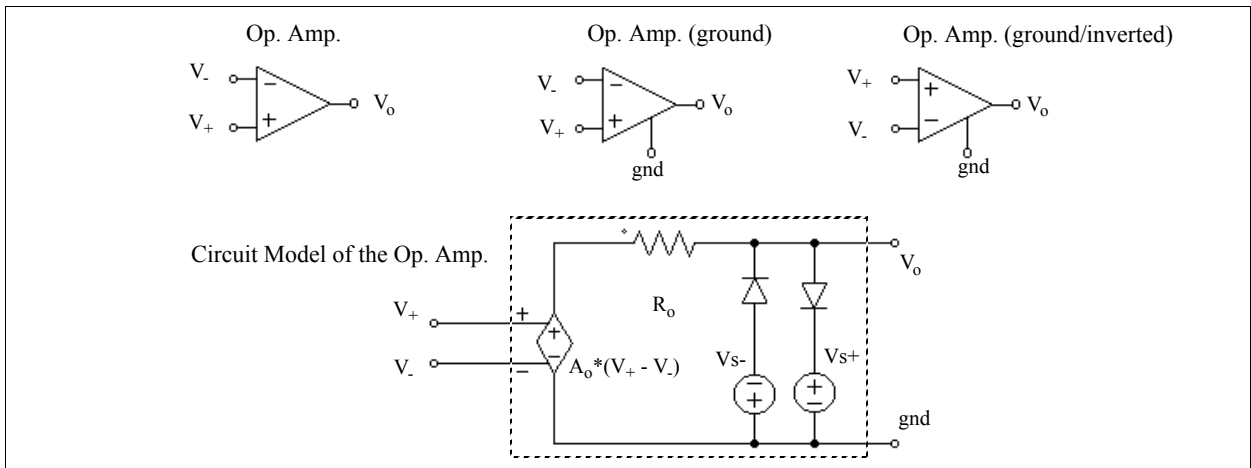 Op. Amp.
Op. Amp. (ground)
Op. Amp. (ground/inverted)
V-
−
V+
+
Vo
V-
−
V+
+
Vo
gnd
V+
+
V-
−
Vo
gnd
Circuit Model of the Op. Amp.
Vo
Ro
V+
+
+
−
V-
−
Ao*(V+ - V-)
Vs-
−
+
Vs+
+
−
gnd